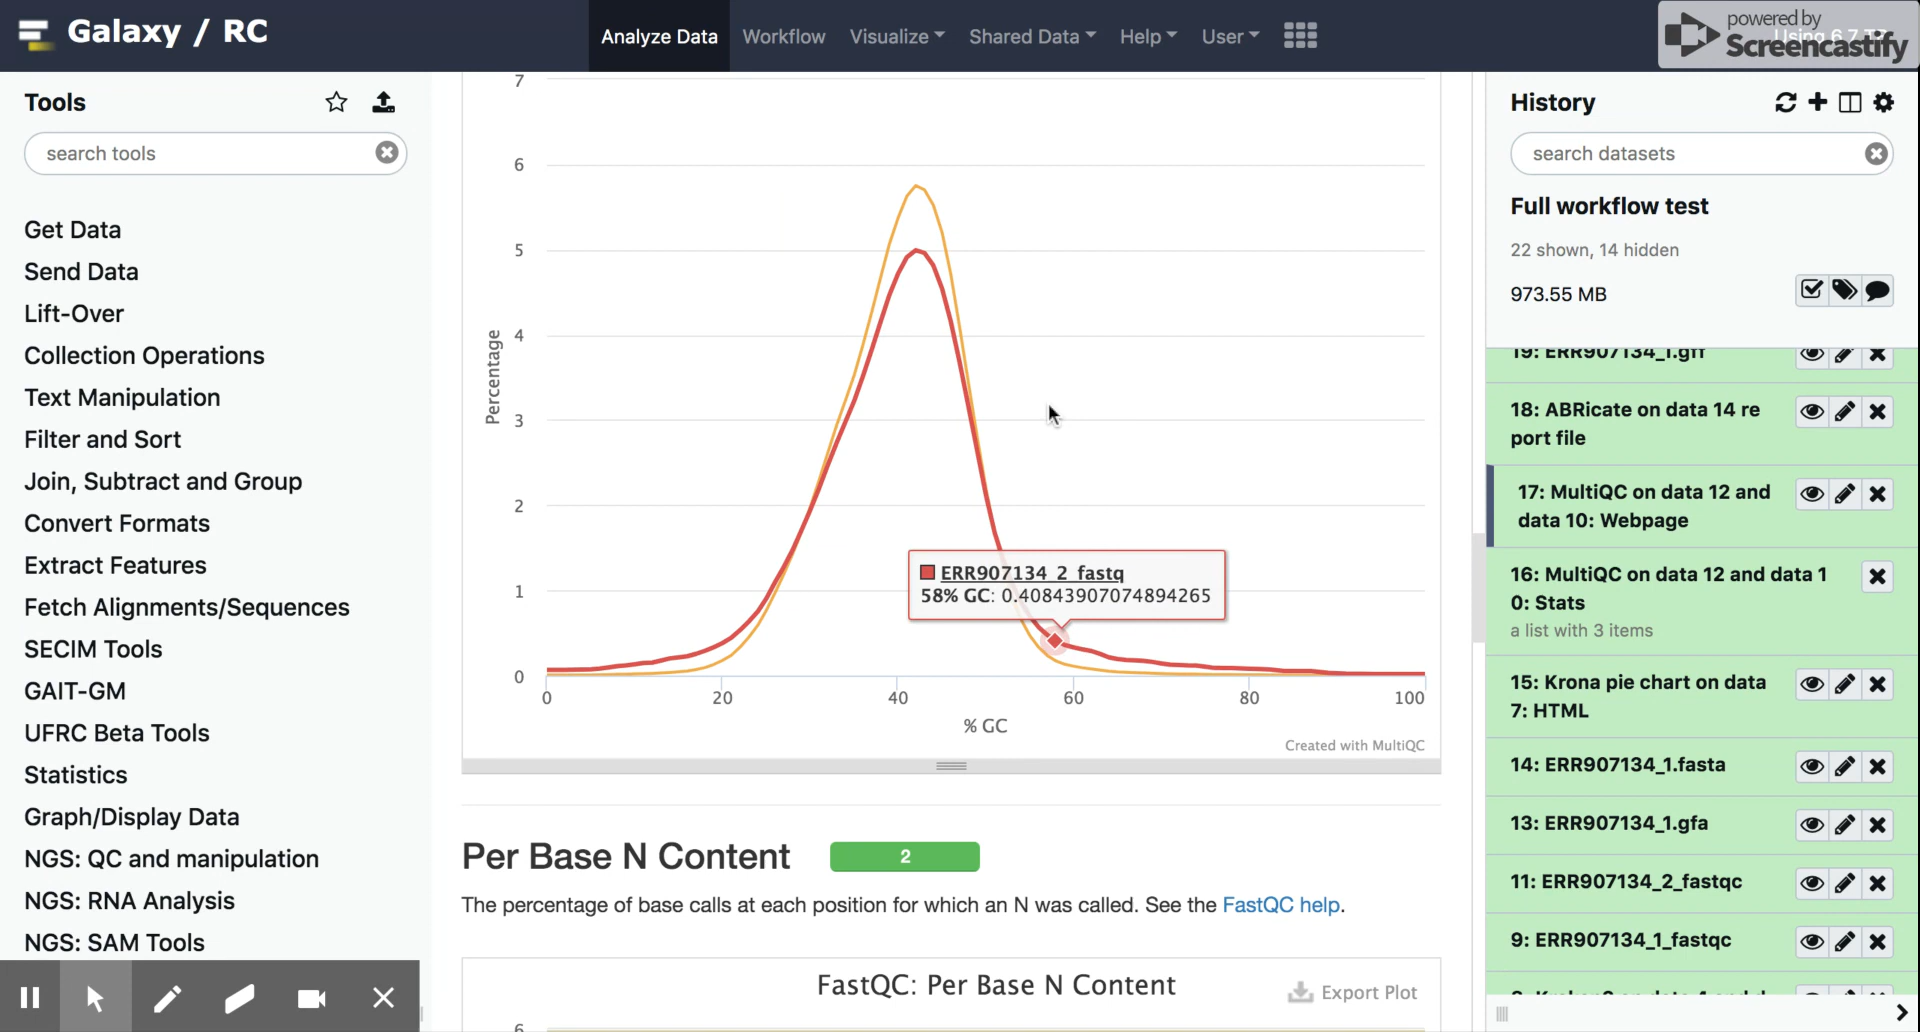 Galaxy / RC
Analyze Data
Workflow
Visualize
Shared Data
Help
User
powered by
Screencastify
Tools
search tools
Get Data
Send Data
Lift-Over
Collection Operations
Text Manipulation
Filter and Sort
Join, Subtract and Group
Convert Formats
Extract Features
Fetch Alignments/Sequences
SECIM Tools
GAIT-GM
UFRC Beta Tools
Statistics
Graph/Display Data
NGS: QC and manipulation
NGS: RNA Analysis
NGS: SAM Tools
7
6
5
4
3
2
1
0
Percentage
ERR907134_2_fastq
58% GC: 0.40843907074894265
0
20
40
60
80
100
% GC
Created with MultiQC
Per Base N Content
2
The percentage of base calls at each position for which an N was called. See the FastQC help.
FastQC: Per Base N Content
Export Plot
6
History
search datasets
Full workflow test
22 shown, 14 hidden
973.55 MB
19: ERR907134_1.gff
18: ABRicate on data 14 re
port file
17: MultiQC on data 12 and
data 10: Webpage
16: MultiQC on data 12 and data 1
0: Stats
a list with 3 items
15: Krona pie chart on data
7: HTML
14: ERR907134_1.fasta
13: ERR907134_1.gfa
11: ERR907134_2_fastqc
9: ERR907134_1_fastqc